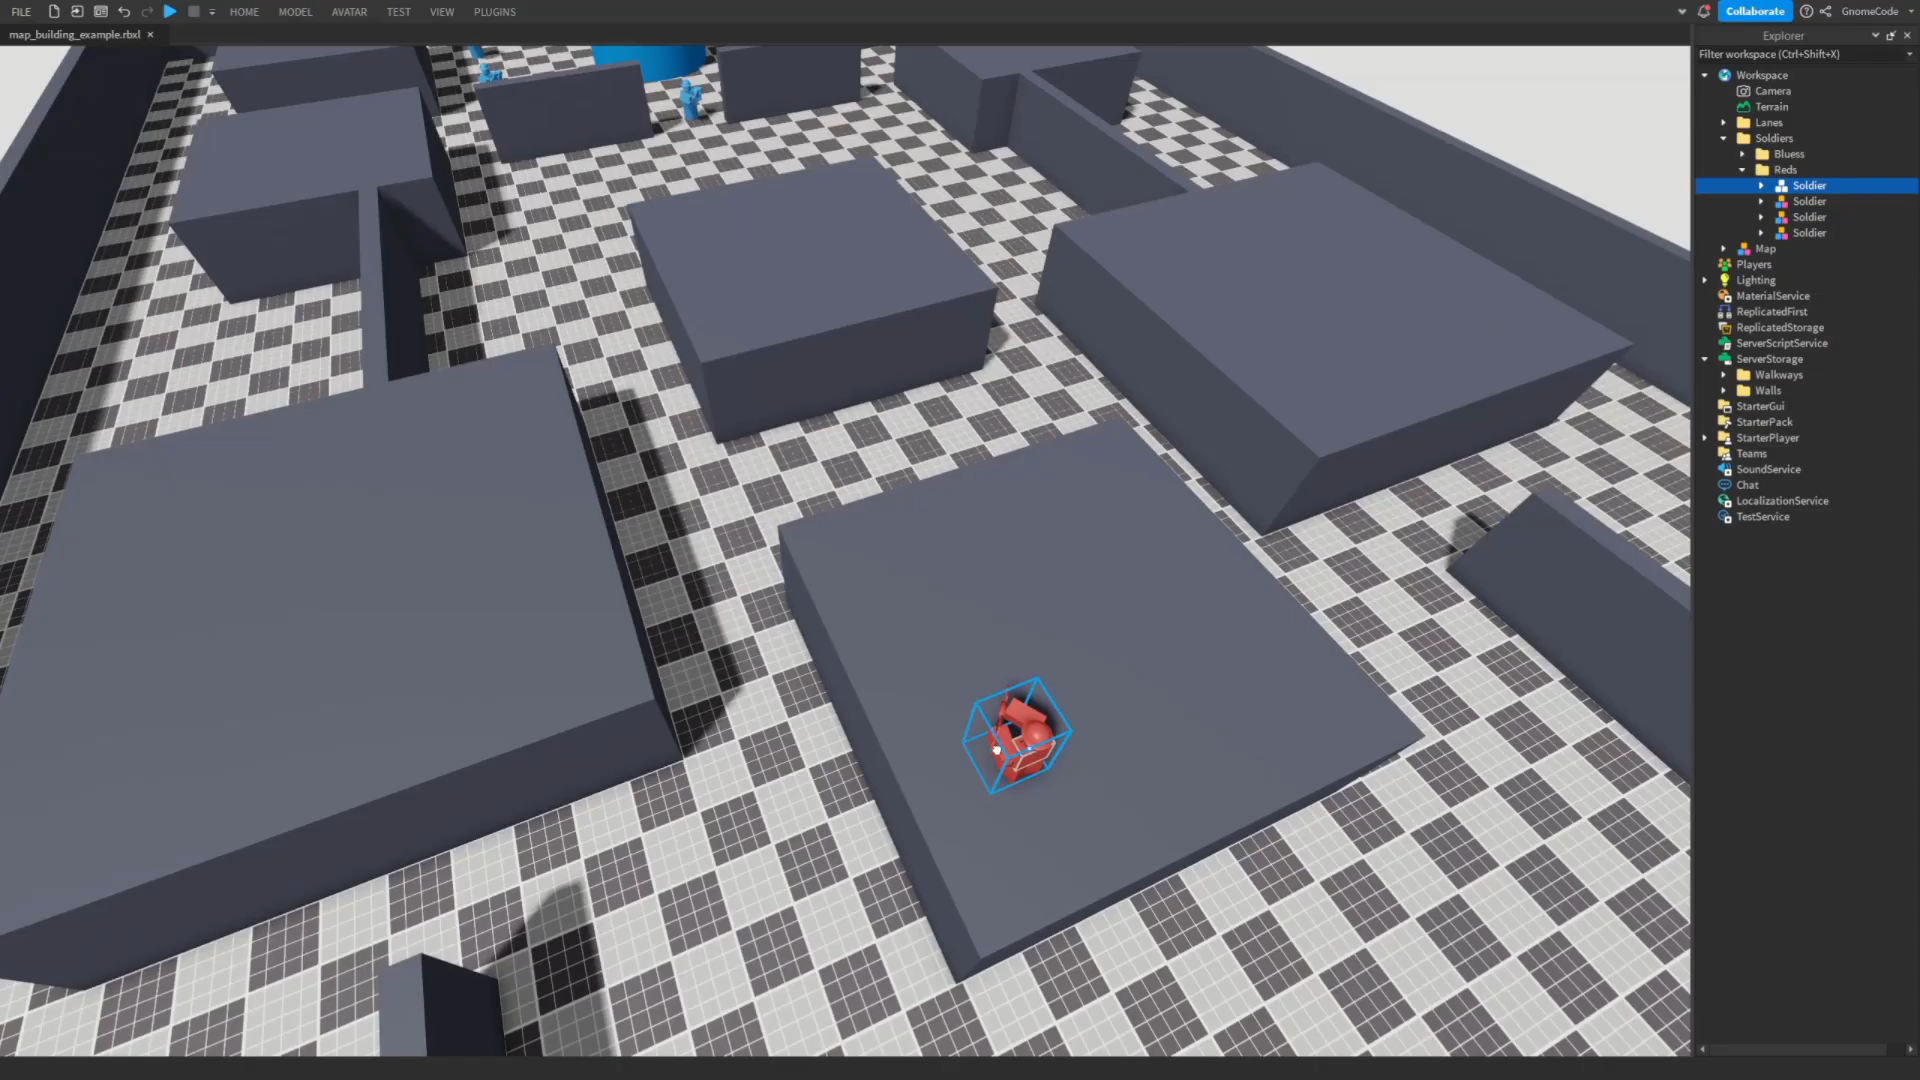 FILE HOME MODEL AVATAR TEST VIEW PLUGINS Collaborate GnomeCode
map_building_example.rbxl
Explorer
Filter workspace (Ctrl+Shift+X)
Workspace
Camera
Terrain
Lanes
Soldiers
Bluess
Reds
Soldier
Soldier
Soldier
Soldier
Map
Players
Lighting
MaterialService
ReplicatedFirst
ReplicatedStorage
ServerScriptService
ServerStorage
Walkways
Walls
StarterGui
StarterPack
StarterPlayer
Teams
SoundService
Chat
LocalizationService
TestService